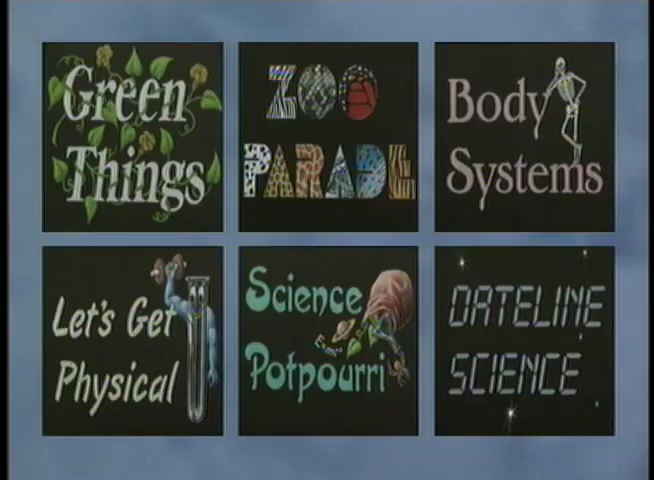 Green
Things
ZOO
PARADE
Body
Systems
Let's Get
Physical
Science
Potpourri
DATELINE
SCIENCE